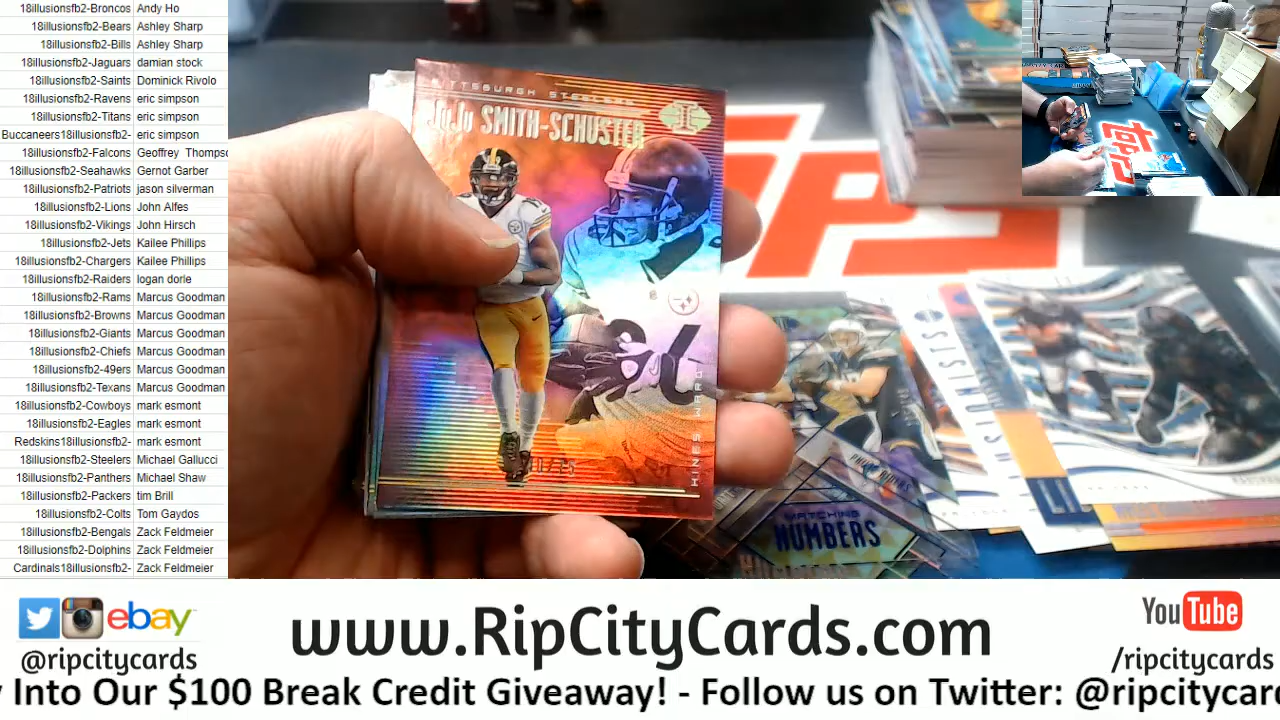 18illusionsfb2-Broncos Andy Ho
18illusionsfb2-Bears Ashley Sharp
18illusionsfb2-Bills Ashley Sharp
18illusionsfb2-Jaguars damian stock
18illusionsfb2-Saints Dominick Rivolo
18illusionsfb2-Ravens eric simpson
18illusionsfb2-Titans eric simpson
Buccaneers18illusionsfb2- eric simpson
18illusionsfb2-Falcons Geoffrey Thompsc
18illusionsfb2-Seahawks Gernot Garber
18illusionsfb2-Patriots jason silverman
18illusionsfb2-Lions John Alfes
18illusionsfb2-Vikings John Hirsch
18illusionsfb2-Jets Kailee Phillips
18illusionsfb2-Chargers Kailee Phillips
18illusionsfb2-Raiders logan dorle
18illusionsfb2-Rams Marcus Goodman
18illusionsfb2-Browns Marcus Goodman
18illusionsfb2-Giants Marcus Goodman
18illusionsfb2-Chiefs Marcus Goodman
18illusionsfb2-49ers Marcus Goodman
18illusionsfb2-Texans Marcus Goodman
18illusionsfb2-Cowboys mark esmont
18illusionsfb2-Eagles mark esmont
Redskins18illusionsfb2- mark esmont
18illusionsfb2-Steelers Michael Gallucci
18illusionsfb2-Panthers Michael Shaw
18illusionsfb2-Packers tim Brill
18illusionsfb2-Colts Tom Gaydos
18illusionsfb2-Bengals Zack Feldmeier
18illusionsfb2-Dolphins Zack Feldmeier
Cardinals18illusionsfb2- Zack Feldmeier
PITTSBURGH STEELERS
JuJu SMITH-SCHUSTER
86
HINES WARD
PHILIP RIVERS
MATCHING
NUMBERS
ebay
@ripcitycards
www.RipCityCards.com
YouTube
/ripcitycards
Into Our $100 Break Credit Giveaway! - Follow us on Twitter: @ripcitycar